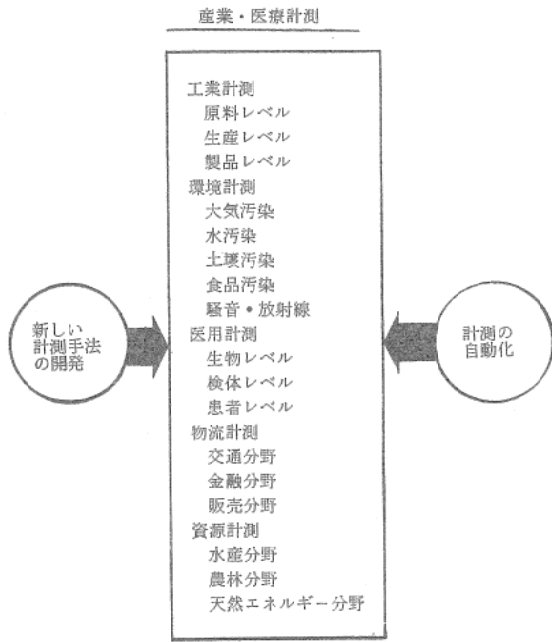 産業・医療計測
工業計測
原料レベル
生産レベル
製品レベル
環境計測
大気汚染
水汚染
土壌汚染
食品汚染
騒音・放射線
医用計測
生物レベル
検体レベル
患者レベル
物流計測
交通分野
金融分野
販売分野
資源計測
水産分野
農林分野
天然エネルギー分野
新しい
計測手法
の開発
計測の
自動化